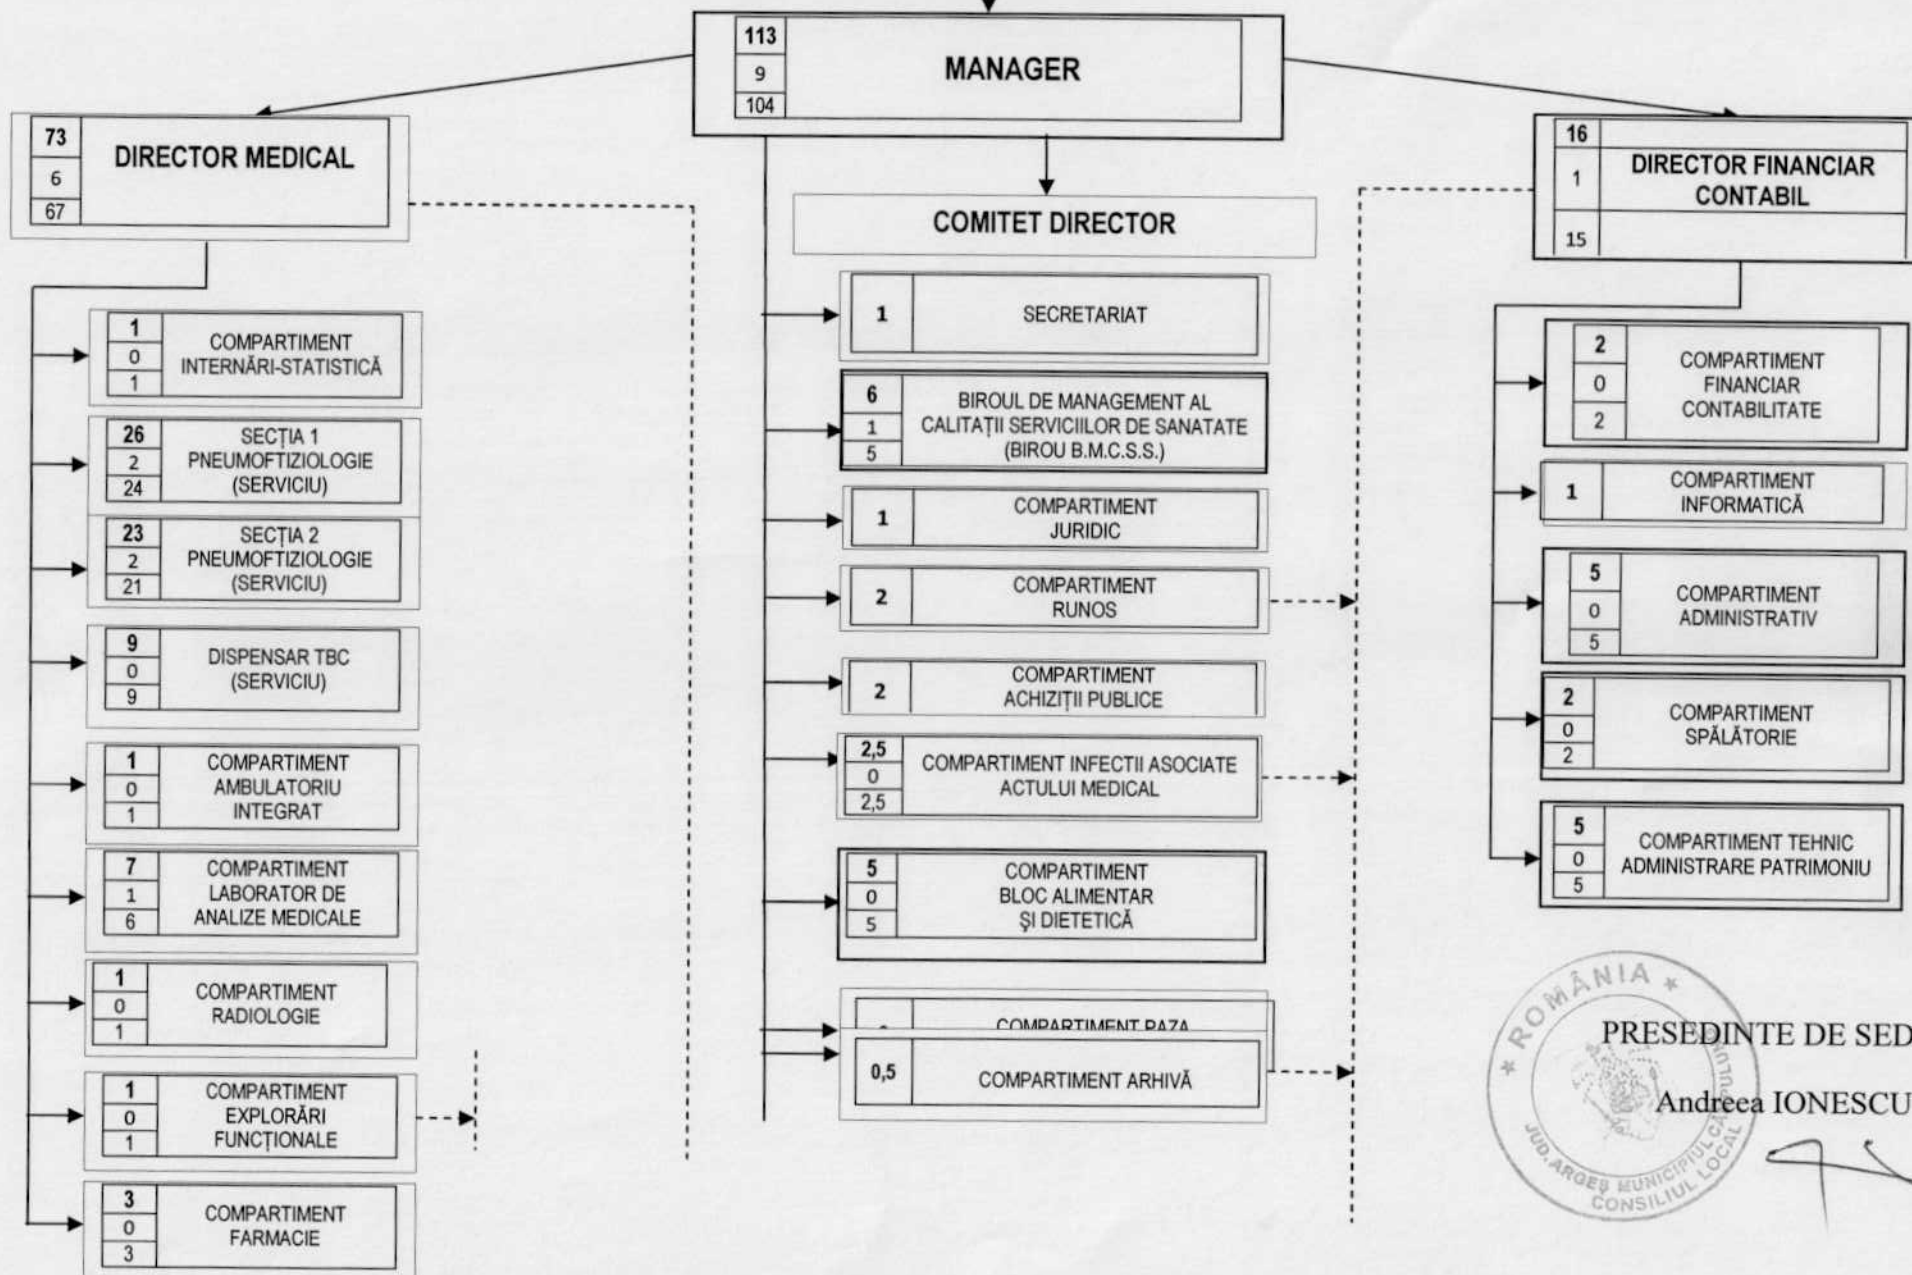 113
9
104
MANAGER
73
6
67
DIRECTOR MEDICAL
16
1
15
DIRECTOR FINANCIAR
CONTABIL
COMITET DIRECTOR
1
0
1
COMPARTIMENT
INTERNĂRI-STATISTICĂ
26
2
24
SECȚIA 1
PNEUMOFTIZIOLOGIE
(SERVICIU)
23
2
21
SECȚIA 2
PNEUMOFTIZIOLOGIE
(SERVICIU)
9
0
9
DISPENSAR TBC
(SERVICIU)
1
0
1
COMPARTIMENT
AMBULATORIU
INTEGRAT
7
1
6
COMPARTIMENT
LABORATOR DE
ANALIZE MEDICALE
1
0
1
COMPARTIMENT
RADIOLOGIE
1
0
1
COMPARTIMENT
EXPLORĂRI
FUNCȚIONALE
3
0
3
COMPARTIMENT
FARMACIE
1
SECRETARIAT
6
1
5
BIROUL DE MANAGEMENT AL
CALITAȚII SERVICIILOR DE SANATATE
(BIROU B.M.C.S.S.)
1
COMPARTIMENT
JURIDIC
2
COMPARTIMENT
RUNOS
2
COMPARTIMENT
ACHIZIȚII PUBLICE
2,5
0
2,5
COMPARTIMENT INFECTII ASOCIATE
ACTULUI MEDICAL
5
0
5
COMPARTIMENT
BLOC ALIMENTAR
ȘI DIETETICĂ
COMPARTIMENT PAZA
0,5
COMPARTIMENT ARHIVĂ
2
0
2
COMPARTIMENT
FINANCIAR
CONTABILITATE
1
COMPARTIMENT
INFORMATICĂ
5
0
5
COMPARTIMENT
ADMINISTRATIV
2
0
2
COMPARTIMENT
SPĂLĂTORIE
5
0
5
COMPARTIMENT TEHNIC
ADMINISTRARE PATRIMONIU
PRESEDINTE DE SED
Andreea IONESCU
* ROMÂNIA *
JUD. ARGEȘ MUNICIPIUL
CONSILIUL LOCAL